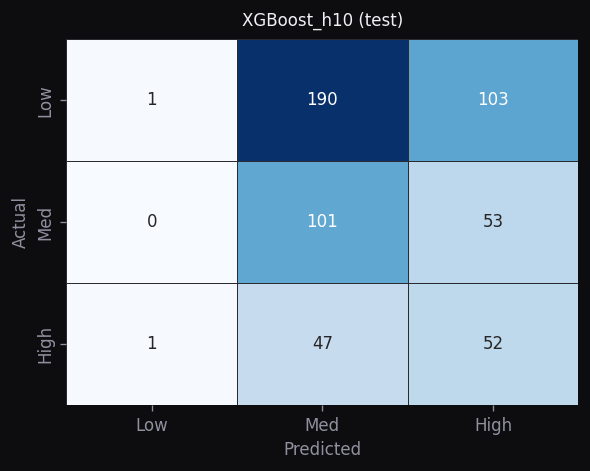 XGBoost_h10 (test)
Actual
Low 1 190 103
Med 0 101 53
High 1 47 52
Low Med High
Predicted